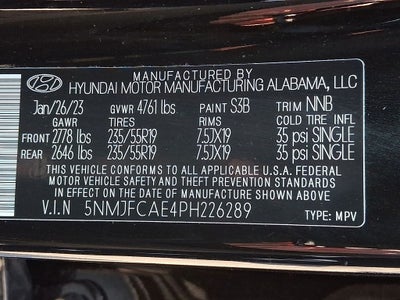 MANUFACTURED BY
HYUNDAI MOTOR MANUFACTURING ALABAMA, LLC
Jan/26/23 GVWR 4761 lbs PAINT S3B TRIM NNB
GAWR TIRES RIMS COLD TIRE INFL
FRONT 2778 lbs 235/55R19 7.5JX19 35 psi SINGLE
REAR 2646 lbs 235/55R19 7.5JX19 35 psi SINGLE
THIS VEHICLE CONFORMS TO ALL APPLICABLE U.S.A. FEDERAL
MOTOR VEHICLE SAFETY AND THEFT PREVENTION STANDARDS
IN EFFECT ON THE DATE OF MANUFACTURE SHOWN ABOVE.
V.I.N 5NMJFCAE4PH226289 TYPE: MPV